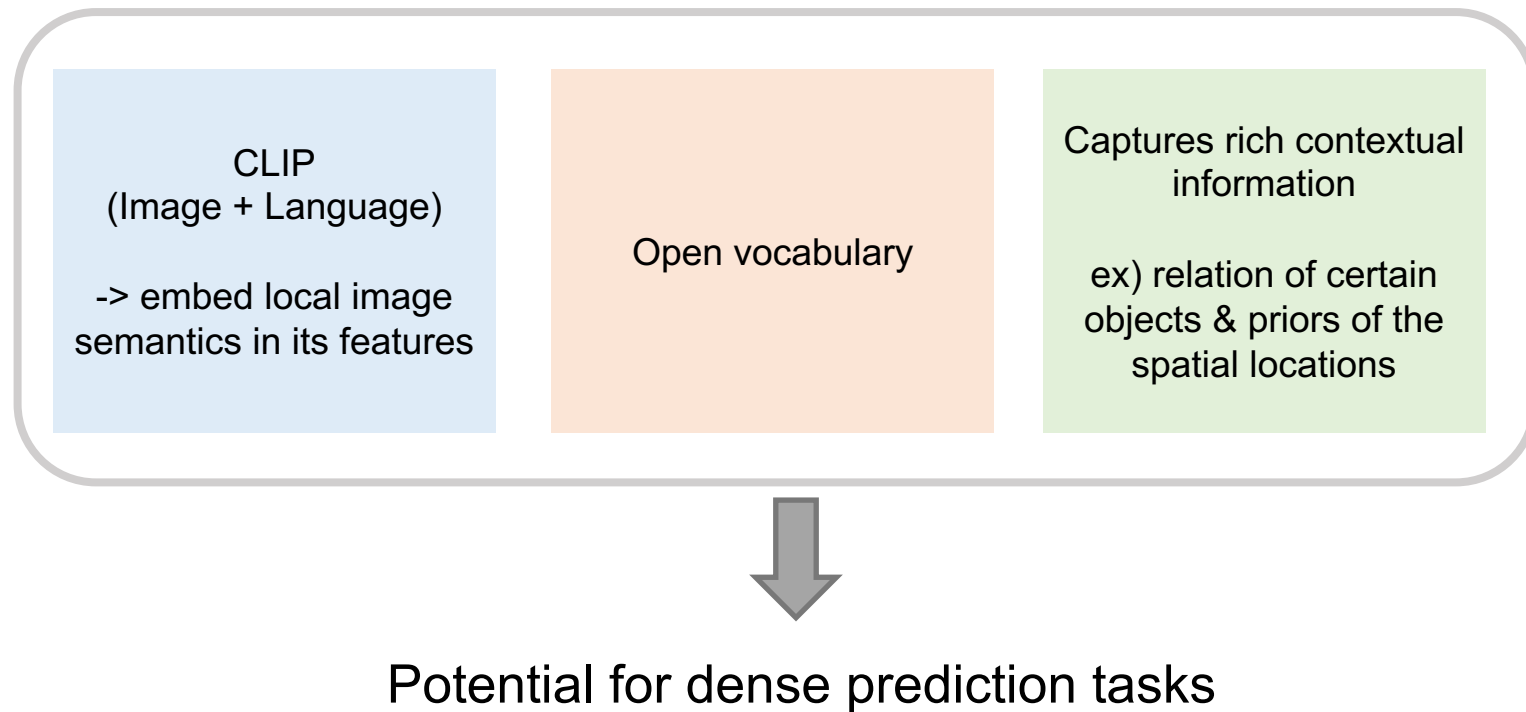 CLIP
(Image + Language)
-> embed local image
semantics in its features
Open vocabulary
Captures rich contextual
information
ex) relation of certain
objects & priors of the
spatial locations
Potential for dense prediction tasks